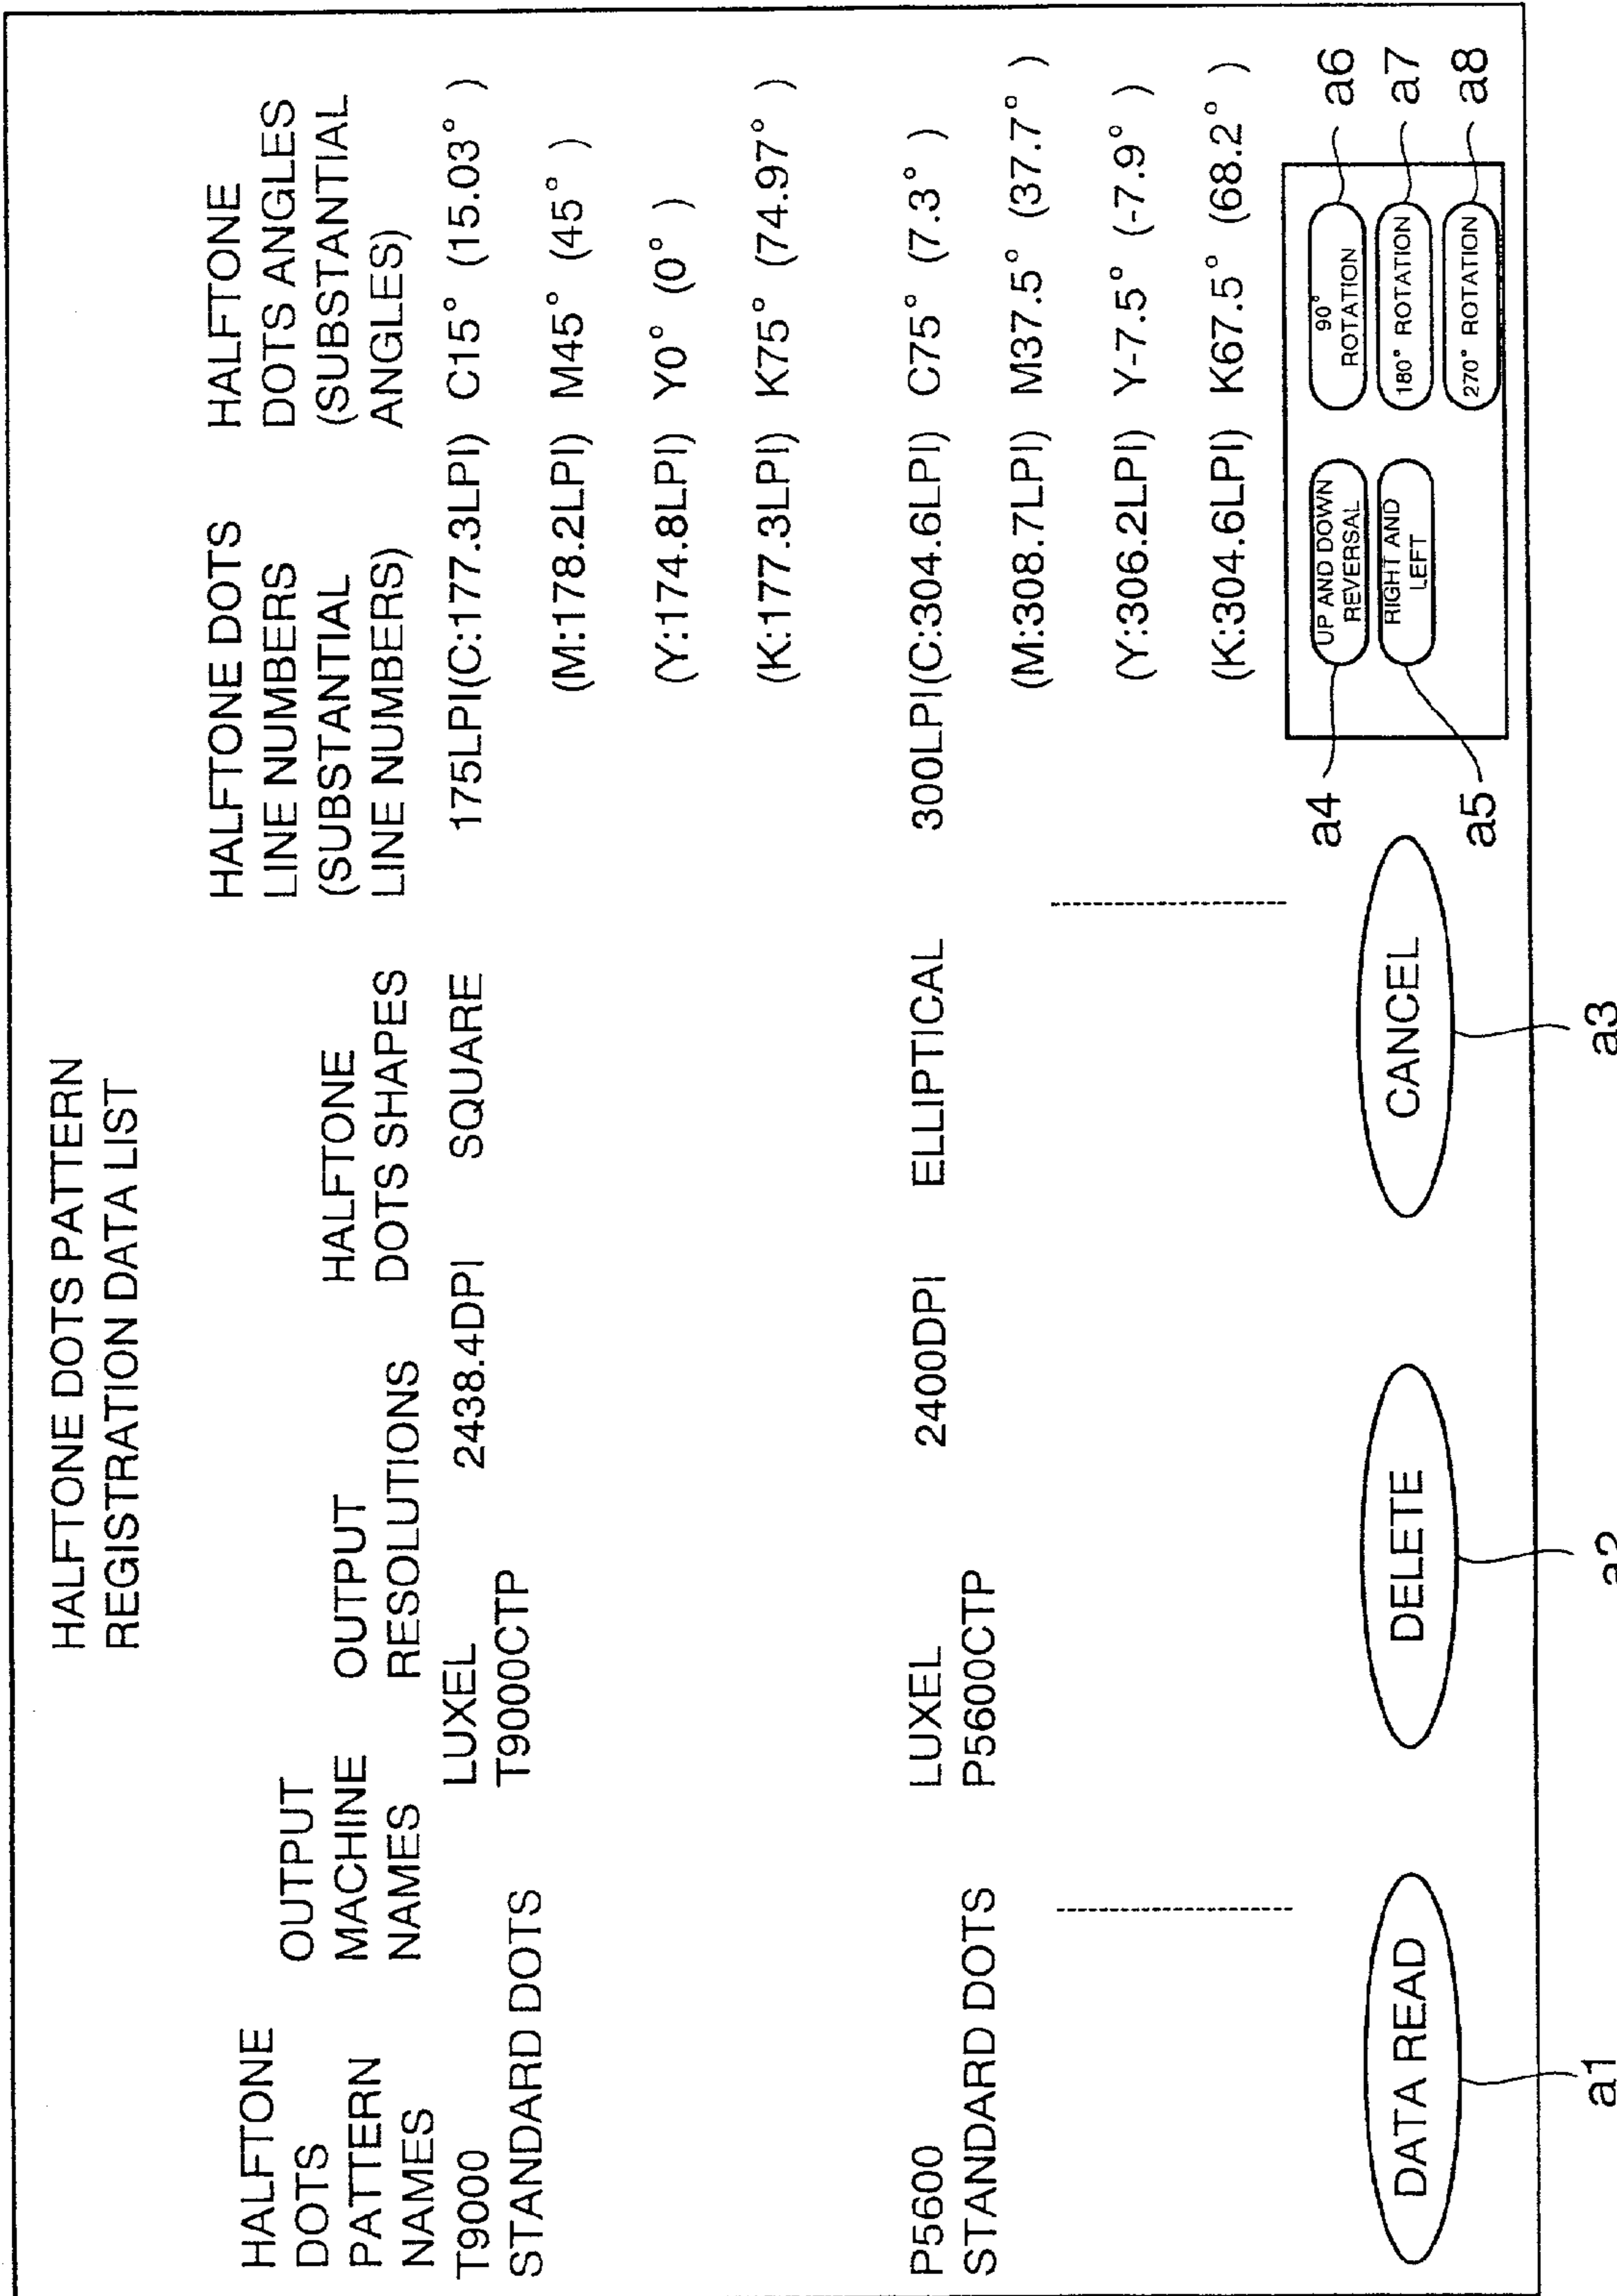 HALFTONE DOTS PATTERN
REGISTRATION DATA LIST
HALFTONE
DOTS
PATTERN
NAMES
OUTPUT
MACHINE
NAMES
OUTPUT
RESOLUTIONS
HALFTONE
DOTS SHAPES
HALFTONE DOTS
LINE NUMBERS
(SUBSTANTIAL
LINE NUMBERS)
HALFTONE
DOTS ANGLES
(SUBSTANTIAL
ANGLES)
T9000
STANDARD DOTS
LUXEL
T9000CTP
2438.4DPI
SQUARE
175LPI(C:177.3LPI) C15° (15.03° )
(M:178.2LPI) M45° (45° )
(Y:174.8LPI) Y0° (0° )
(K:177.3LPI) K75° (74.97° )
P5600
STANDARD DOTS
LUXEL
P5600CTP
2400DPI
ELLIPTICAL
300LPI(C:304.6LPI) C75° (7.3° )
(M:308.7LPI) M37.5° (37.7° )
(Y:306.2LPI) Y-7.5° (-7.9° )
(K:304.6LPI) K67.5° (68.2° )
DATA READ
DELETE
CANCEL
UP AND DOWN
REVERSAL
RIGHT AND
LEFT
90°
ROTATION
180° ROTATION
270° ROTATION
a1
a2
a3
a4
a5
a6
a7
a8